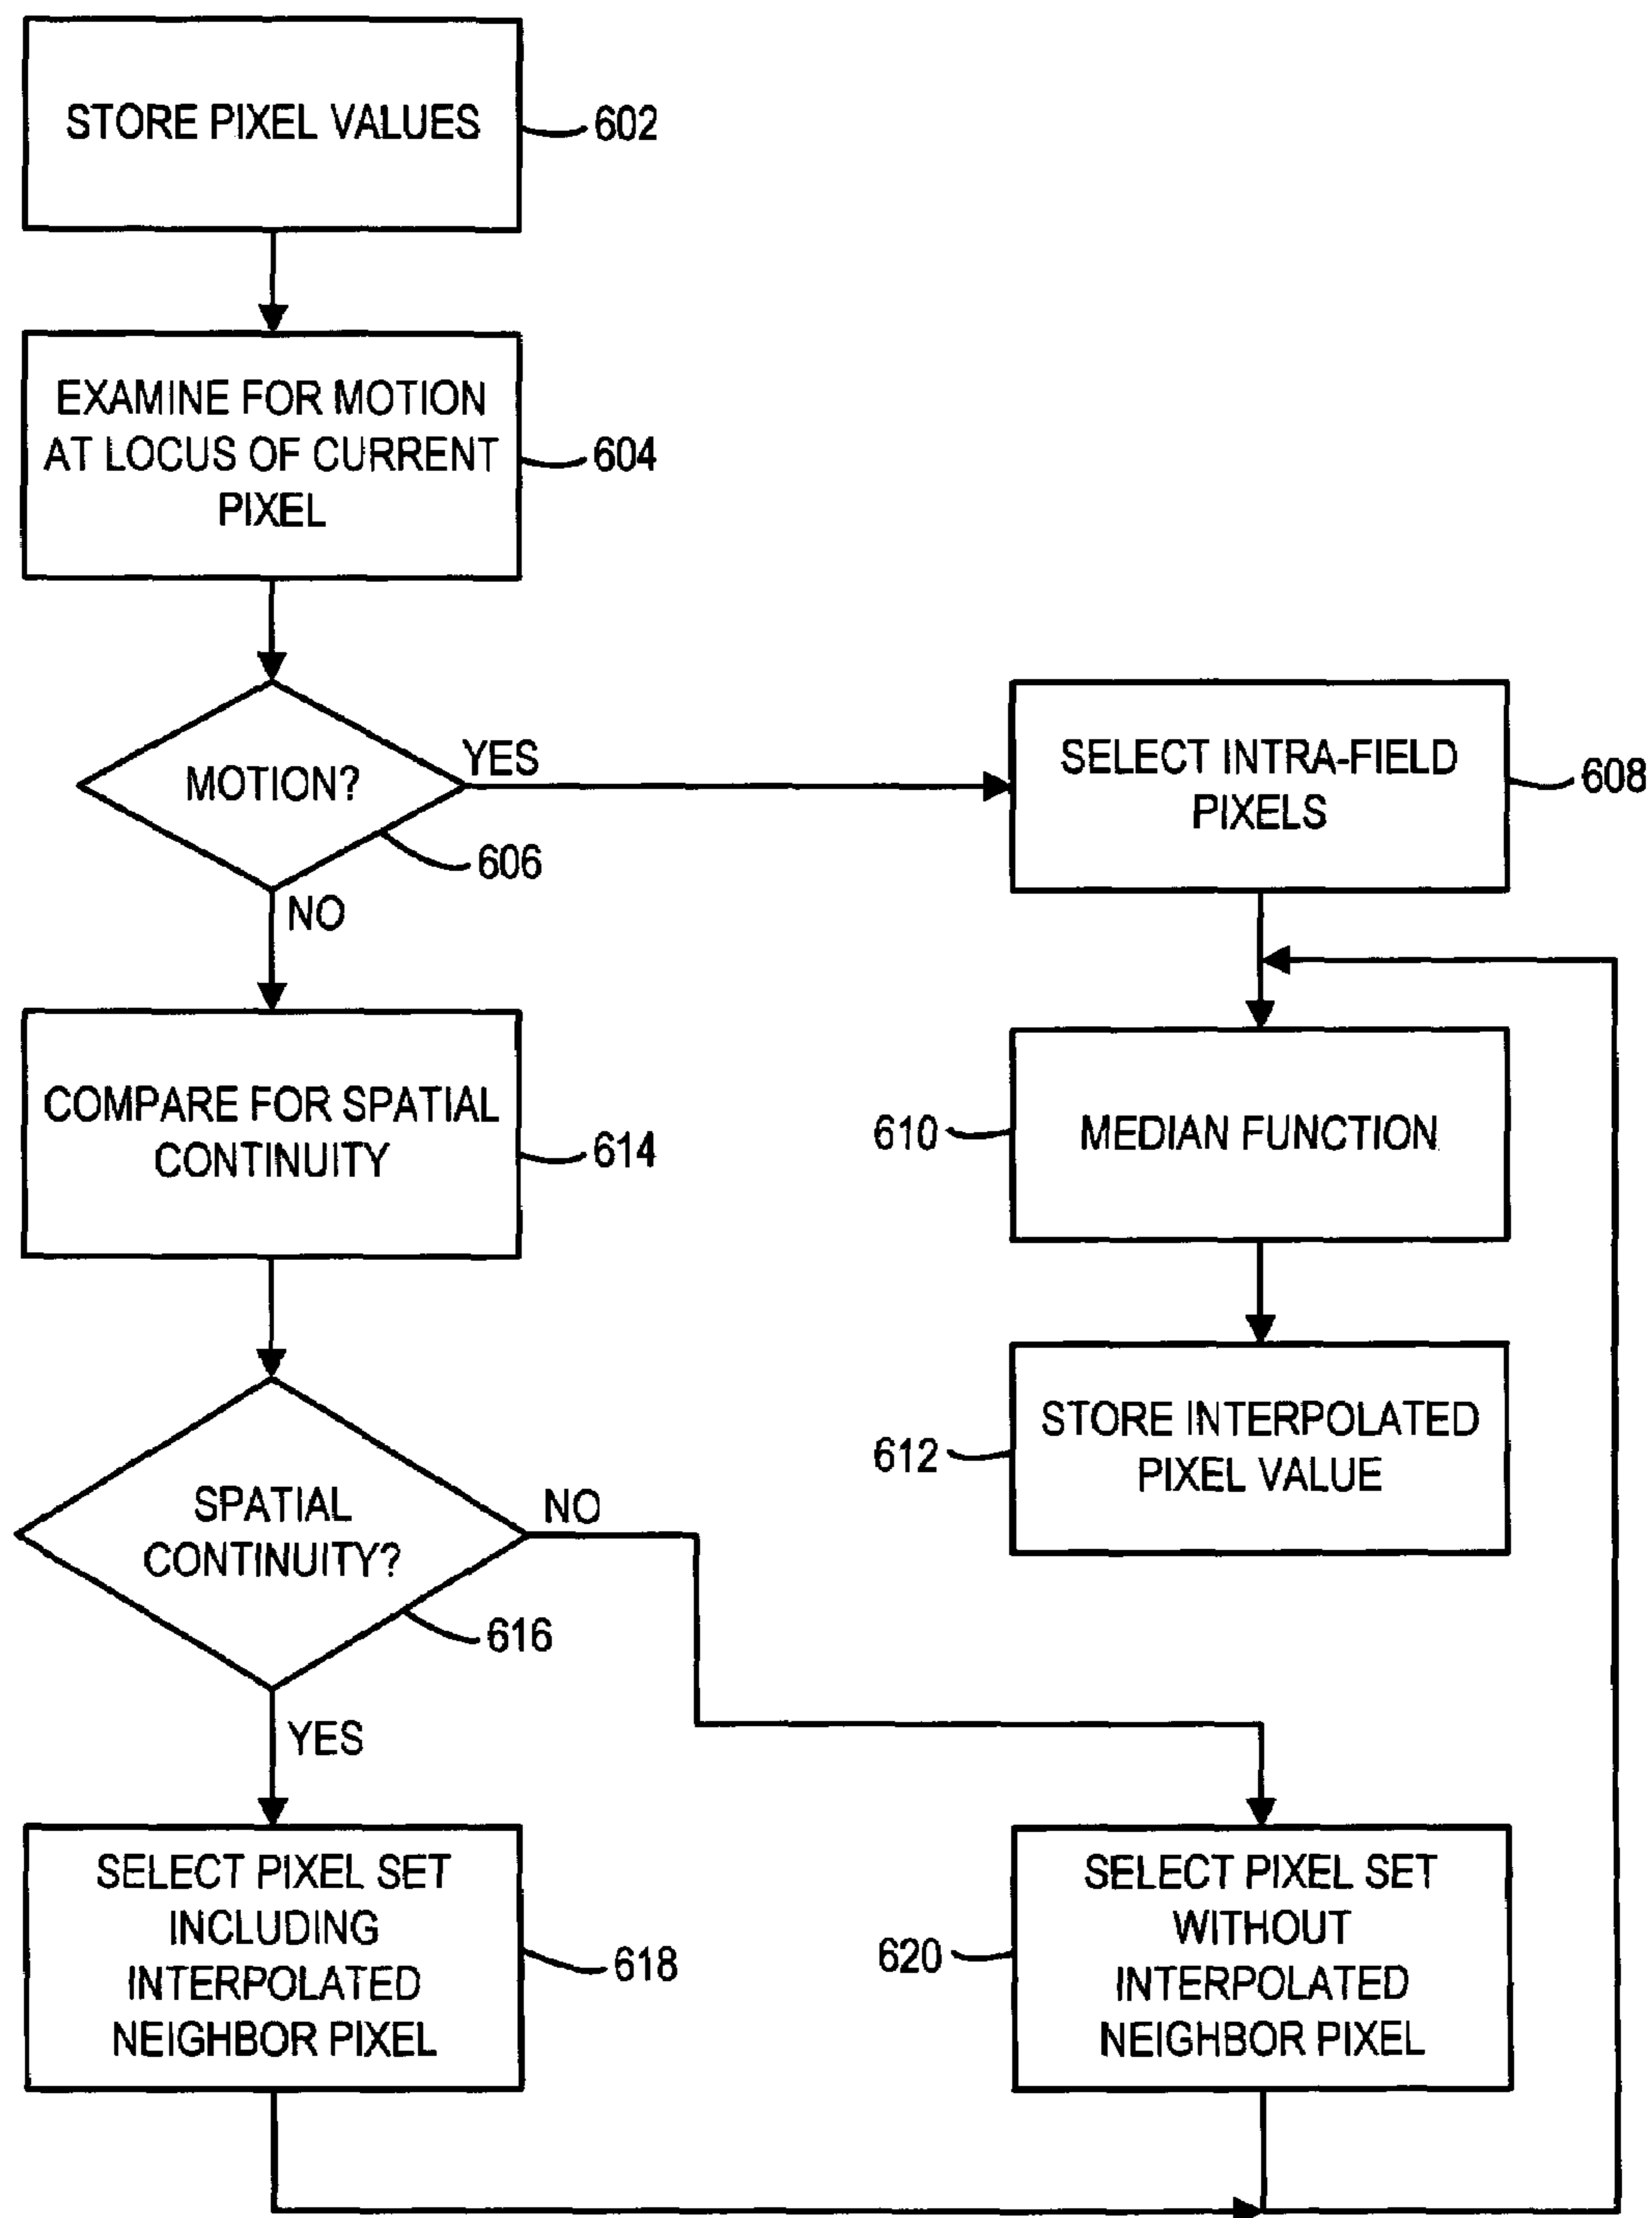 STORE PIXEL VALUES
602
EXAMINE FOR MOTION
AT LOCUS OF CURRENT
PIXEL
604
MOTION?
YES
606
NO
SELECT INTRA-FIELD
PIXELS
608
COMPARE FOR SPATIAL
CONTINUITY
614
610
MEDIAN FUNCTION
612
STORE INTERPOLATED
PIXEL VALUE
SPATIAL
CONTINUITY?
NO
616
YES
SELECT PIXEL SET
INCLUDING
INTERPOLATED
NEIGHBOR PIXEL
618
620
SELECT PIXEL SET
WITHOUT
INTERPOLATED
NEIGHBOR PIXEL